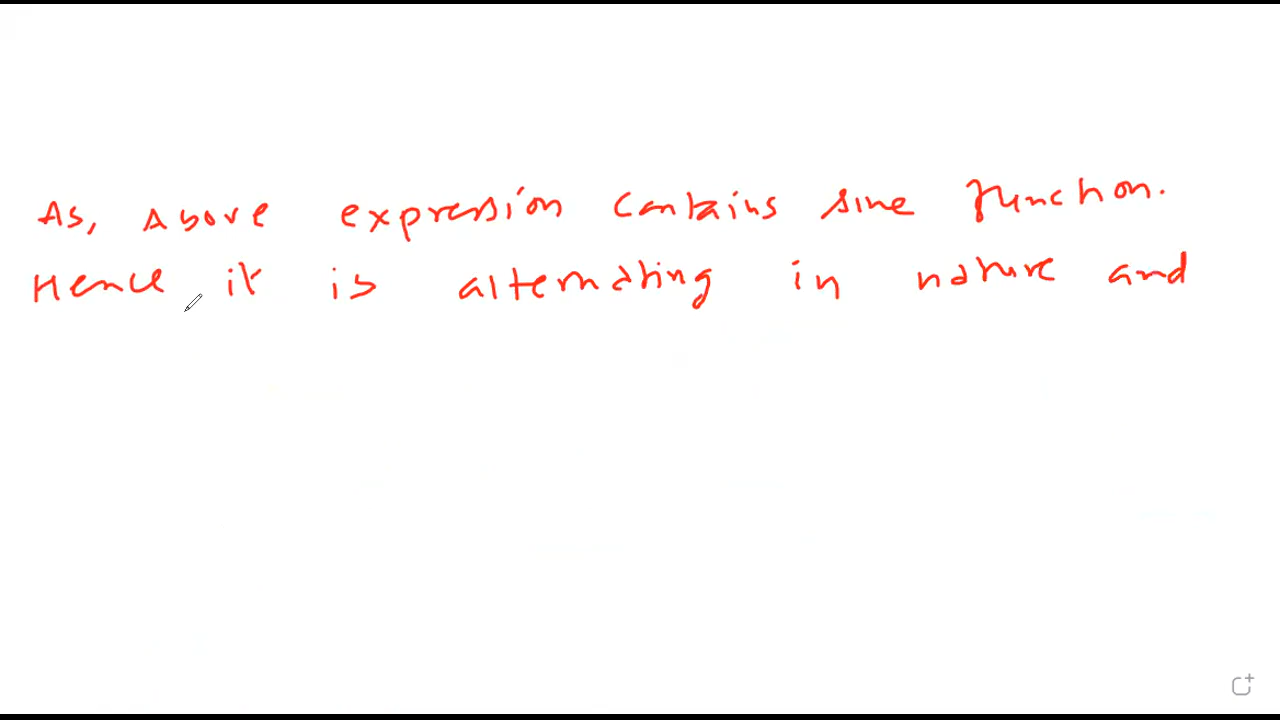 As, Above expression contains sine function.
Hence it is alternating in nature and